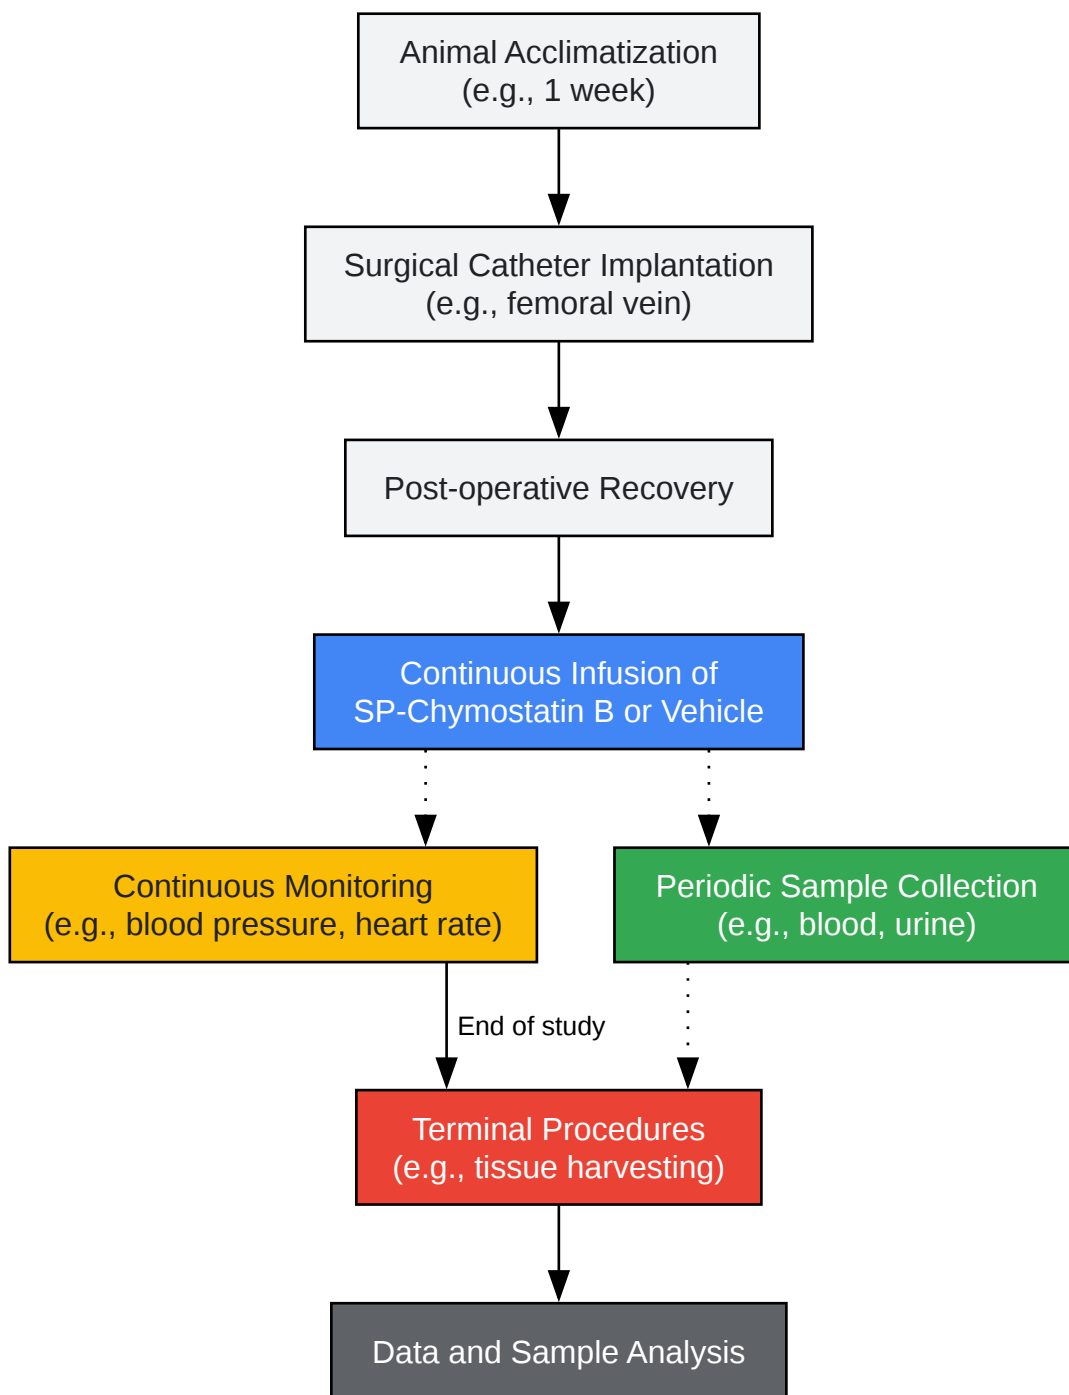 Animal Acclimatization
(e.g., 1 week)
Surgical Catheter Implantation
(e.g., femoral vein)
Post-operative Recovery
Continuous Infusion of
SP-Chymostatin B or Vehicle
Continuous Monitoring
(e.g., blood pressure, heart rate)
Periodic Sample Collection
(e.g., blood, urine)
End of study
Terminal Procedures
(e.g., tissue harvesting)
Data and Sample Analysis